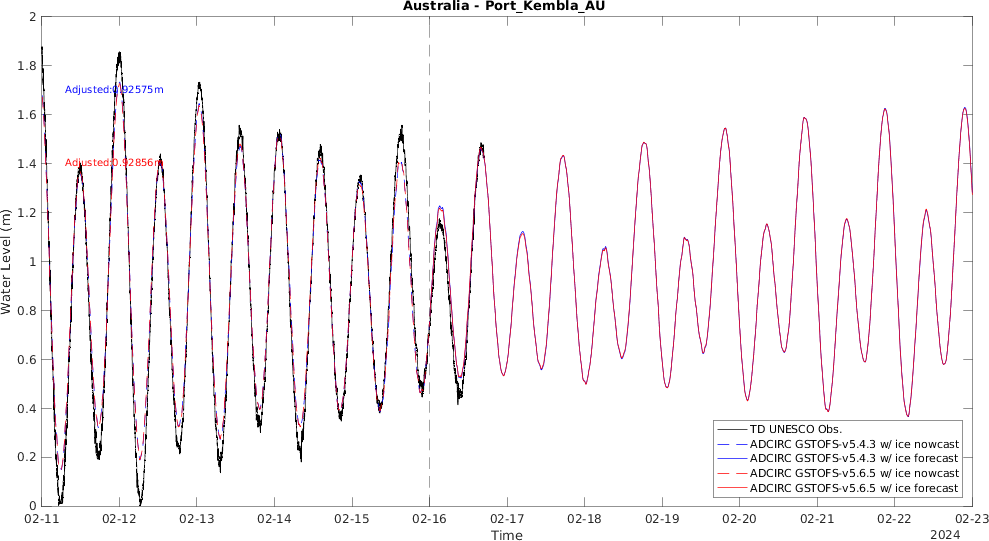 Australia - Port_Kembla_AU
2
1.8
1.6
1.4
1.2
1
0.8
0.6
0.4
0.2
0
Water Level (m)
Adjusted:0.92575m
Adjusted:0.92856m
TD UNESCO Obs.
ADCIRC GSTOFS-v5.4.3 w/ ice nowcast
ADCIRC GSTOFS-v5.4.3 w/ ice forecast
ADCIRC GSTOFS-v5.6.5 w/ ice nowcast
ADCIRC GSTOFS-v5.6.5 w/ ice forecast
02-11 02-12 02-13 02-14 02-15 02-16 02-17 02-18 02-19 02-20 02-21 02-22 02-23
Time
2024